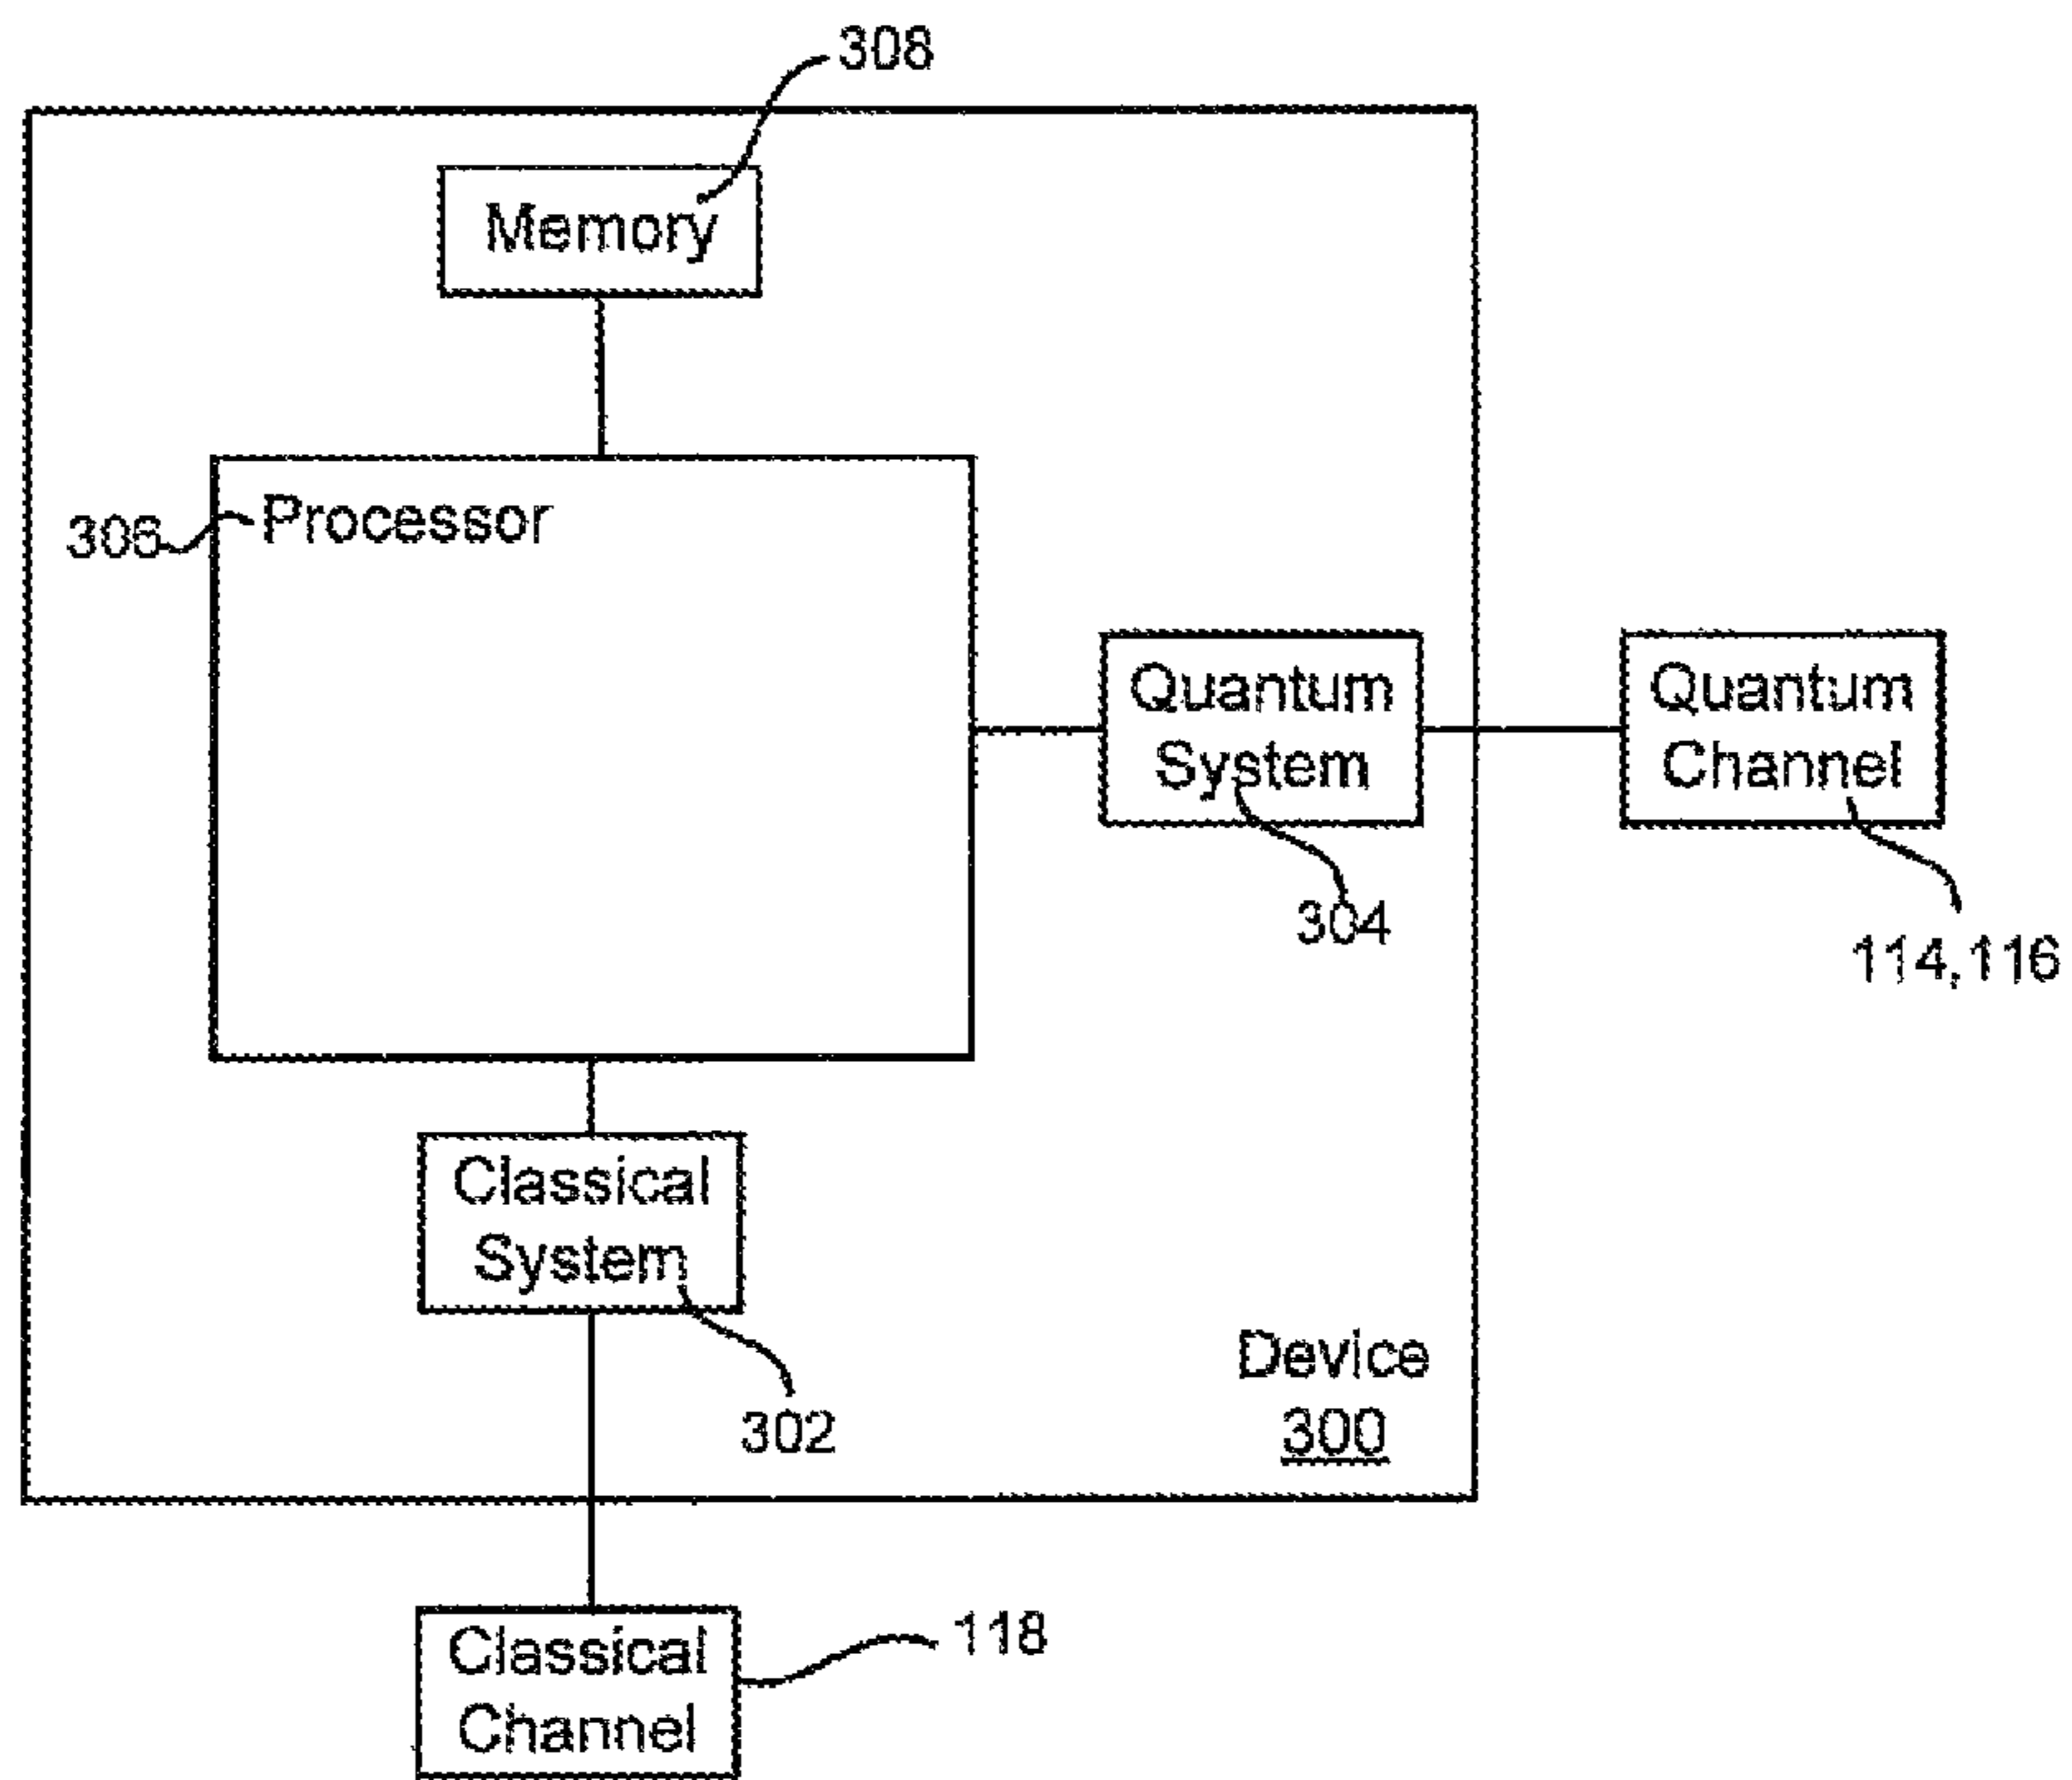 308
Memory
306
Processor
Quantum
System
304
Quantum
Channel
114,116
Classical
System
302
Device
300
Classical
Channel
118